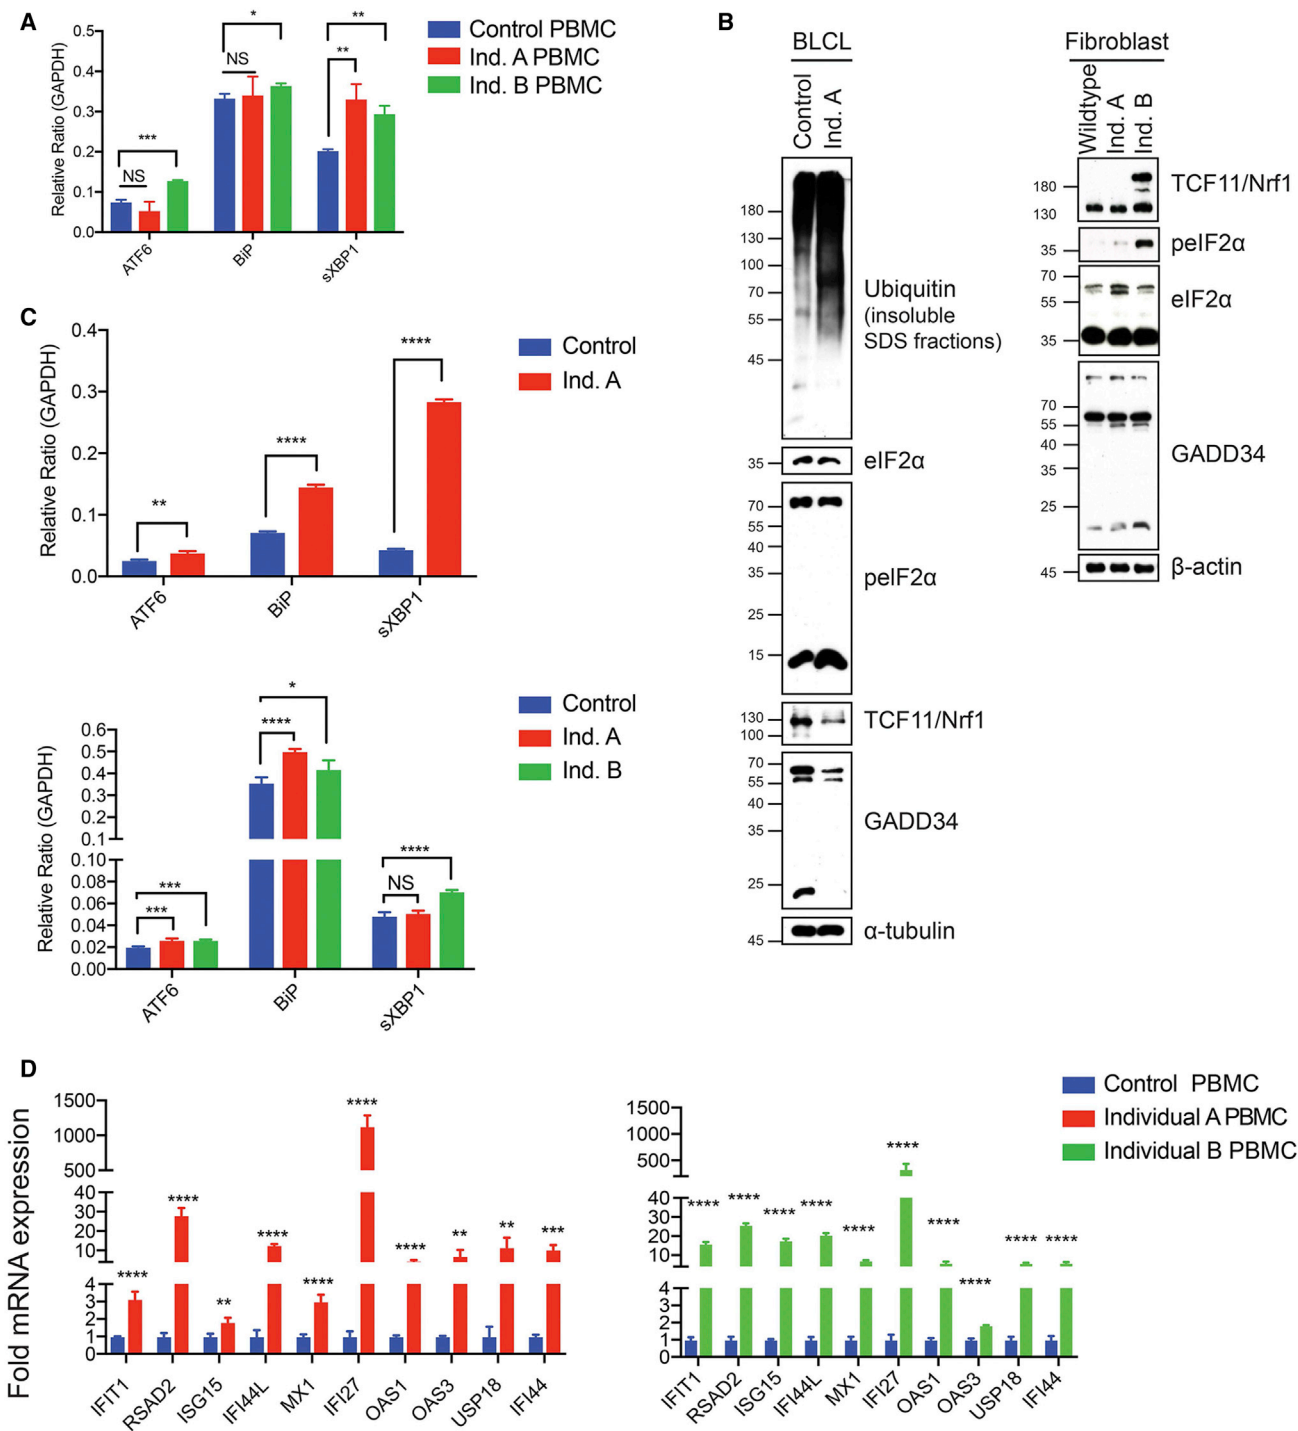 A
Relative Ratio (GAPDH)
0.5
0.4
0.3
0.2
0.1
0.0
***
NS
NS
*
**
**
ATF6
BiP
sXBP1
Control PBMC
Ind. A PBMC
Ind. B PBMC
B
BLCL
Control
Ind. A
180
130
100
70
55
45
Ubiquitin
(insoluble
SDS fractions)
35
eIF2α
70
55
40
35
25
15
peIF2α
130
100
TCF11/Nrf1
70
55
40
35
25
GADD34
45
α-tubulin
Fibroblast
Wildtype
Ind. A
Ind. B
180
130
TCF11/Nrf1
35
peIF2α
70
55
35
eIF2α
70
55
40
35
25
GADD34
45
β-actin
C
Relative Ratio (GAPDH)
0.4
0.3
0.2
0.1
0.0
**
****
****
ATF6
BiP
sXBP1
Control
Ind. A
Relative Ratio (GAPDH)
0.6
0.5
0.4
0.3
0.2
0.1
0.10
0.08
0.06
0.04
0.02
0.00
***
***
*
****
****
NS
ATF6
BiP
sXBP1
Control
Ind. A
Ind. B
D
Fold mRNA expression
1500
1000
500
40
30
20
10
4
3
2
1
0
****
****
**
****
****
****
****
**
**
***
IFIT1
RSAD2
ISG15
IFI44L
MX1
IFI27
OAS1
OAS3
USP18
IFI44
1500
1000
500
40
30
20
10
4
3
2
1
0
****
****
****
****
****
****
****
****
****
****
IFIT1
RSAD2
ISG15
IFI44L
MX1
IFI27
OAS1
OAS3
USP18
IFI44
Control PBMC
Individual A PBMC
Individual B PBMC